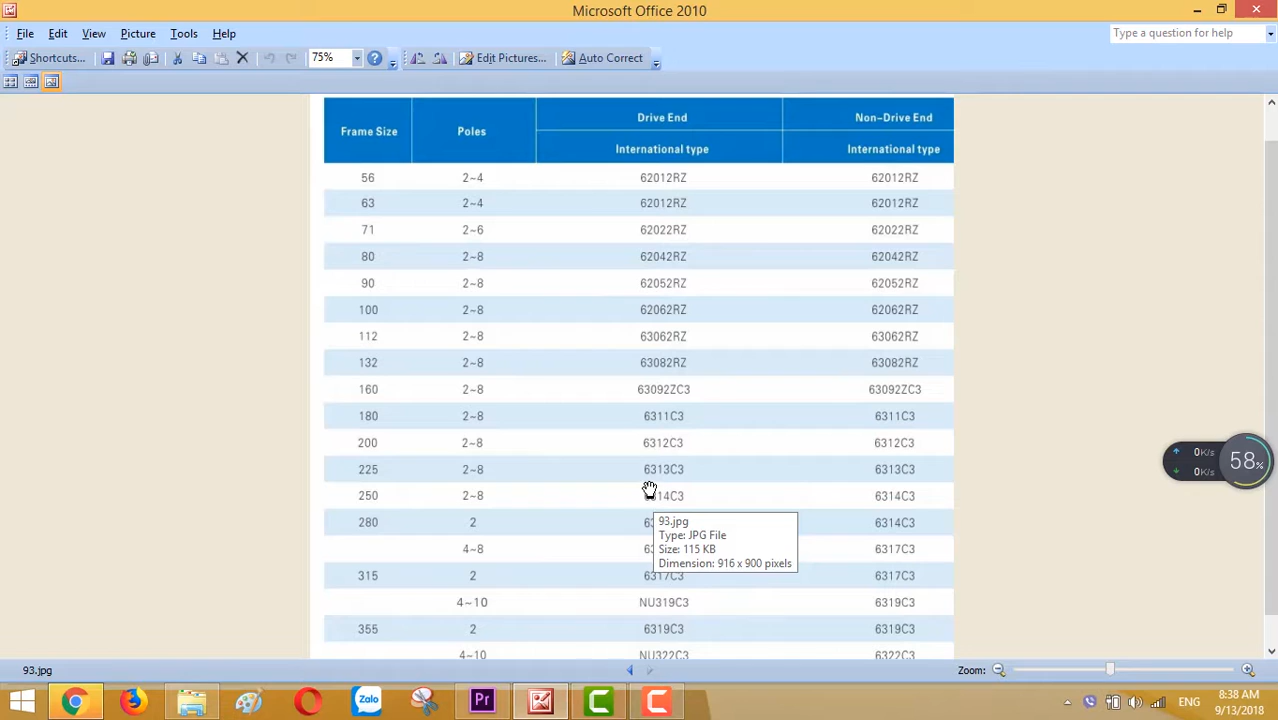 Microsoft Office 2010
File Edit View Picture Tools Help
Type a question for help
Shortcuts... 75% Edit Pictures... Auto Correct
Frame Size Poles Drive End Non-Drive End
International type International type
56 2~4 62012RZ 62012RZ
63 2~4 62012RZ 62012RZ
71 2~6 62022RZ 62022RZ
80 2~8 62042RZ 62042RZ
90 2~8 62052RZ 62052RZ
100 2~8 62062RZ 62062RZ
112 2~8 63062RZ 63062RZ
132 2~8 63082RZ 63082RZ
160 2~8 63092ZC3 63092ZC3
180 2~8 6311C3 6311C3
200 2~8 6312C3 6312C3
225 2~8 6313C3 6313C3
250 2~8 6314C3
280 2 6314C3
4~8 6317C3
315 2 6317C3 6317C3
4~10 NU319C3 6319C3
355 2 6319C3 6319C3
4~10 NU322C3 6322C3
93.jpg
Type: JPG File
Size: 115 KB
Dimension: 916 x 900 pixels
0K/s
0K/s
58%
93.jpg
Zoom:
Zalo
Pr
ENG
8:38 AM
9/13/2018